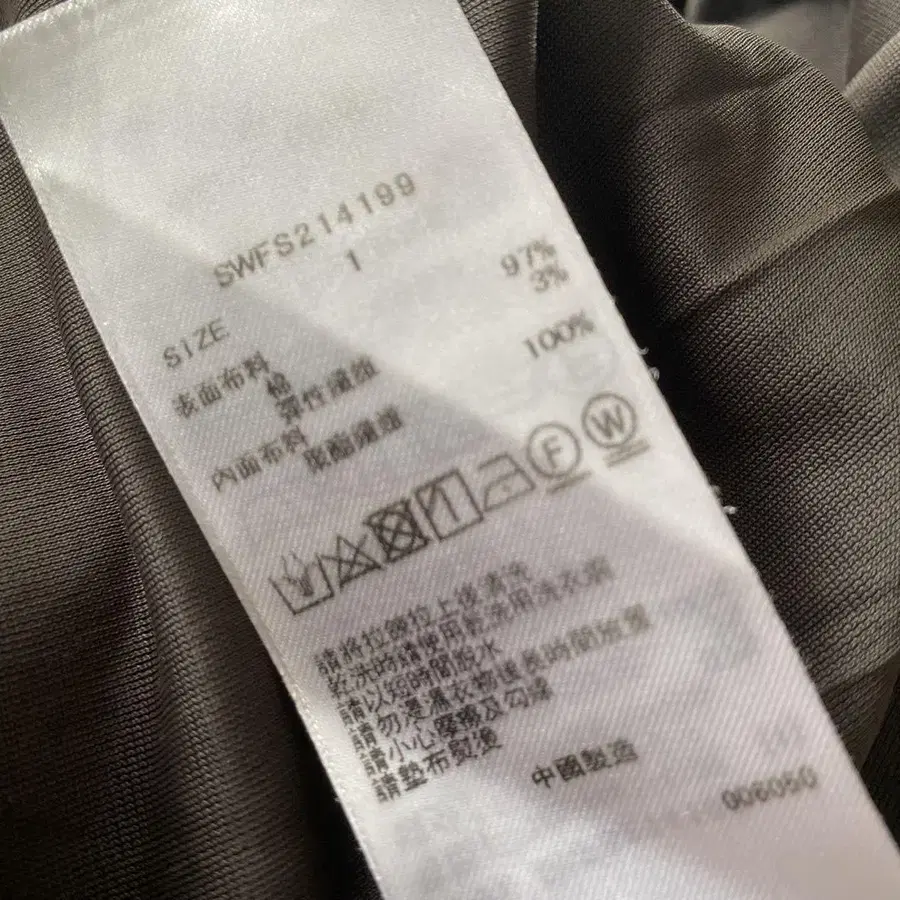 SWFS214199
SIZE 1
表面布料
棉 97%
彈性纖維 3%
內面布料
聚酯纖維 100%
F W
請將拉鍊拉上後清洗
乾洗時請使用乾洗用洗衣網
請以短時間脫水
請勿浸濕衣物後長時間放置
請小心摩擦及勾線
請墊布熨燙
中國製造
006060